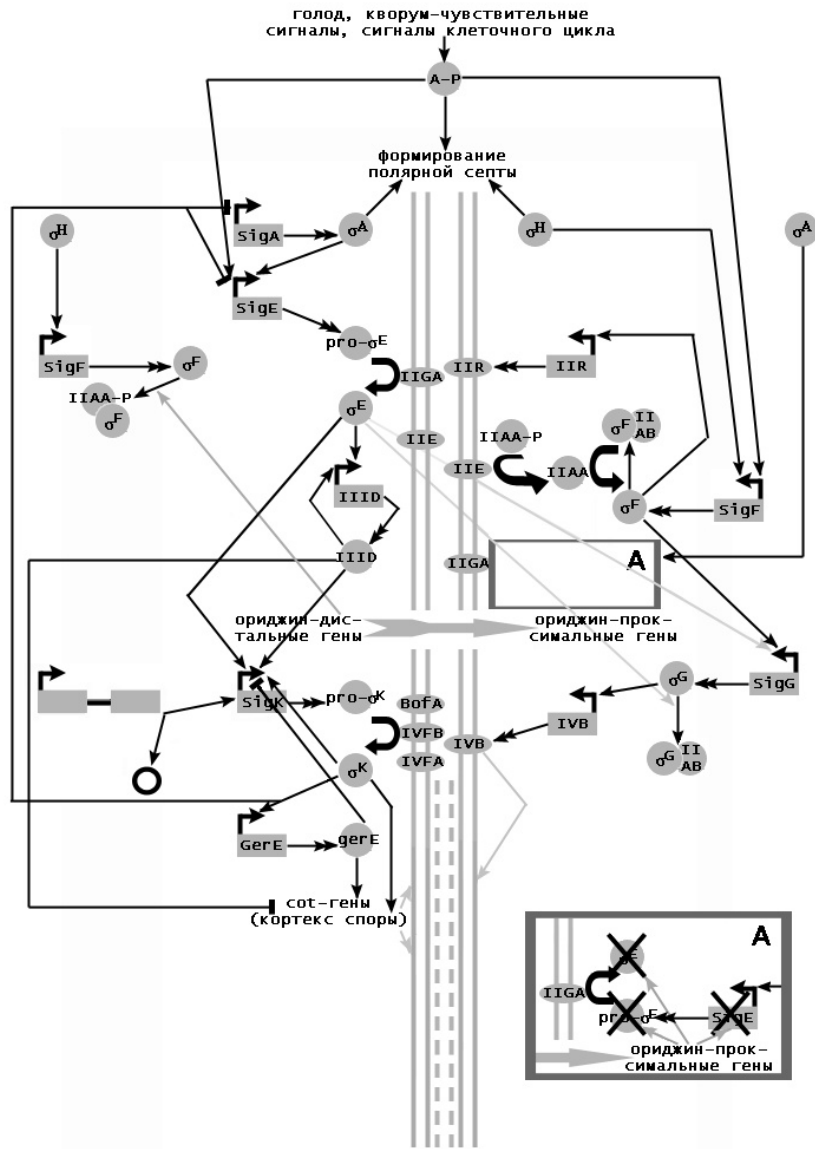 голод, кворум-чувствительные
сигналы, сигналы клеточного цикла
A-P
формирование
полярной септы
SigA
σA
σH
σH
σA
SigE
pro-σE
SigF
σF
IIGA
IIR
IIR
IIAA-P
σF
σE
IIE
IIAA-P
σF
II
AB
IIE
IIAA
IIID
σF
SigF
IIID
IIGA
A
ориджин-дис-
тальные гены
ориджин-прок-
симальные гены
SigG
σG
SigK
pro-σK
BofA
IVB
IVFB
IVB
IVFA
σG
II
AB
σK
GerE
gerE
cot-гены
(кортекс споры)
A
σE
IIGA
pro-σE
SigE
ориджин-прок-
симальные гены